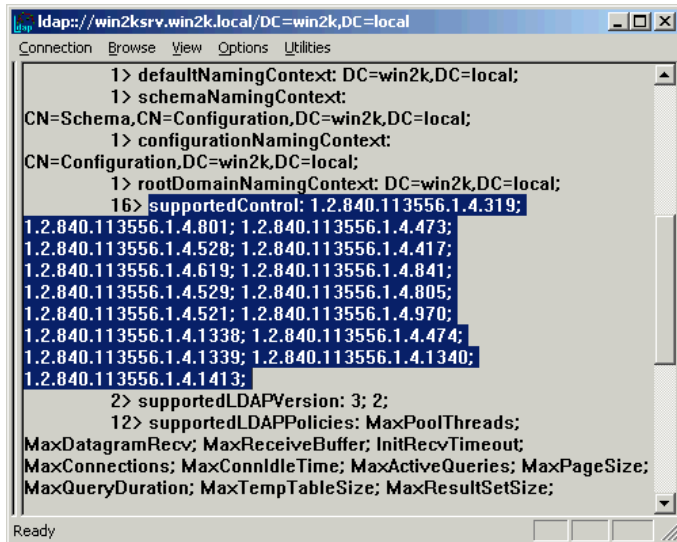 ldap ldap://win2ksrv.win2k.local/DC=win2k,DC=local
Connection Browse View Options Utilities
1> defaultNamingContext: DC=win2k,DC=local;
1> schemaNamingContext:
CN=Schema,CN=Configuration,DC=win2k,DC=local;
1> configurationNamingContext:
CN=Configuration,DC=win2k,DC=local;
1> rootDomainNamingContext: DC=win2k,DC=local;
16> supportedControl: 1.2.840.113556.1.4.319;
1.2.840.113556.1.4.801; 1.2.840.113556.1.4.473;
1.2.840.113556.1.4.528; 1.2.840.113556.1.4.417;
1.2.840.113556.1.4.619; 1.2.840.113556.1.4.841;
1.2.840.113556.1.4.529; 1.2.840.113556.1.4.805;
1.2.840.113556.1.4.521; 1.2.840.113556.1.4.970;
1.2.840.113556.1.4.1338; 1.2.840.113556.1.4.474;
1.2.840.113556.1.4.1339; 1.2.840.113556.1.4.1340;
1.2.840.113556.1.4.1413;
2> supportedLDAPVersion: 3; 2;
12> supportedLDAPPolicies: MaxPoolThreads;
MaxDatagramRecv; MaxReceiveBuffer; InitRecvTimeout;
MaxConnections; MaxConnIdleTime; MaxActiveQueries; MaxPageSize;
MaxQueryDuration; MaxTempTableSize; MaxResultSetSize;
Ready